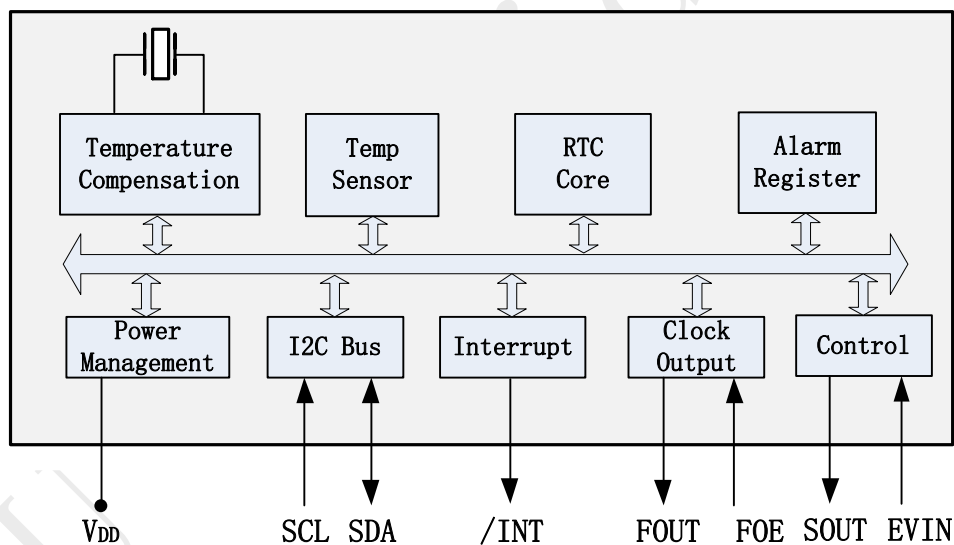 Temperature
Compensation
Temp
Sensor
RTC
Core
Alarm
Register
Power
Management
I2C Bus
Interrupt
Clock
Output
Control
VDD
SCL
SDA
/INT
FOUT
FOE
SOUT
EVIN